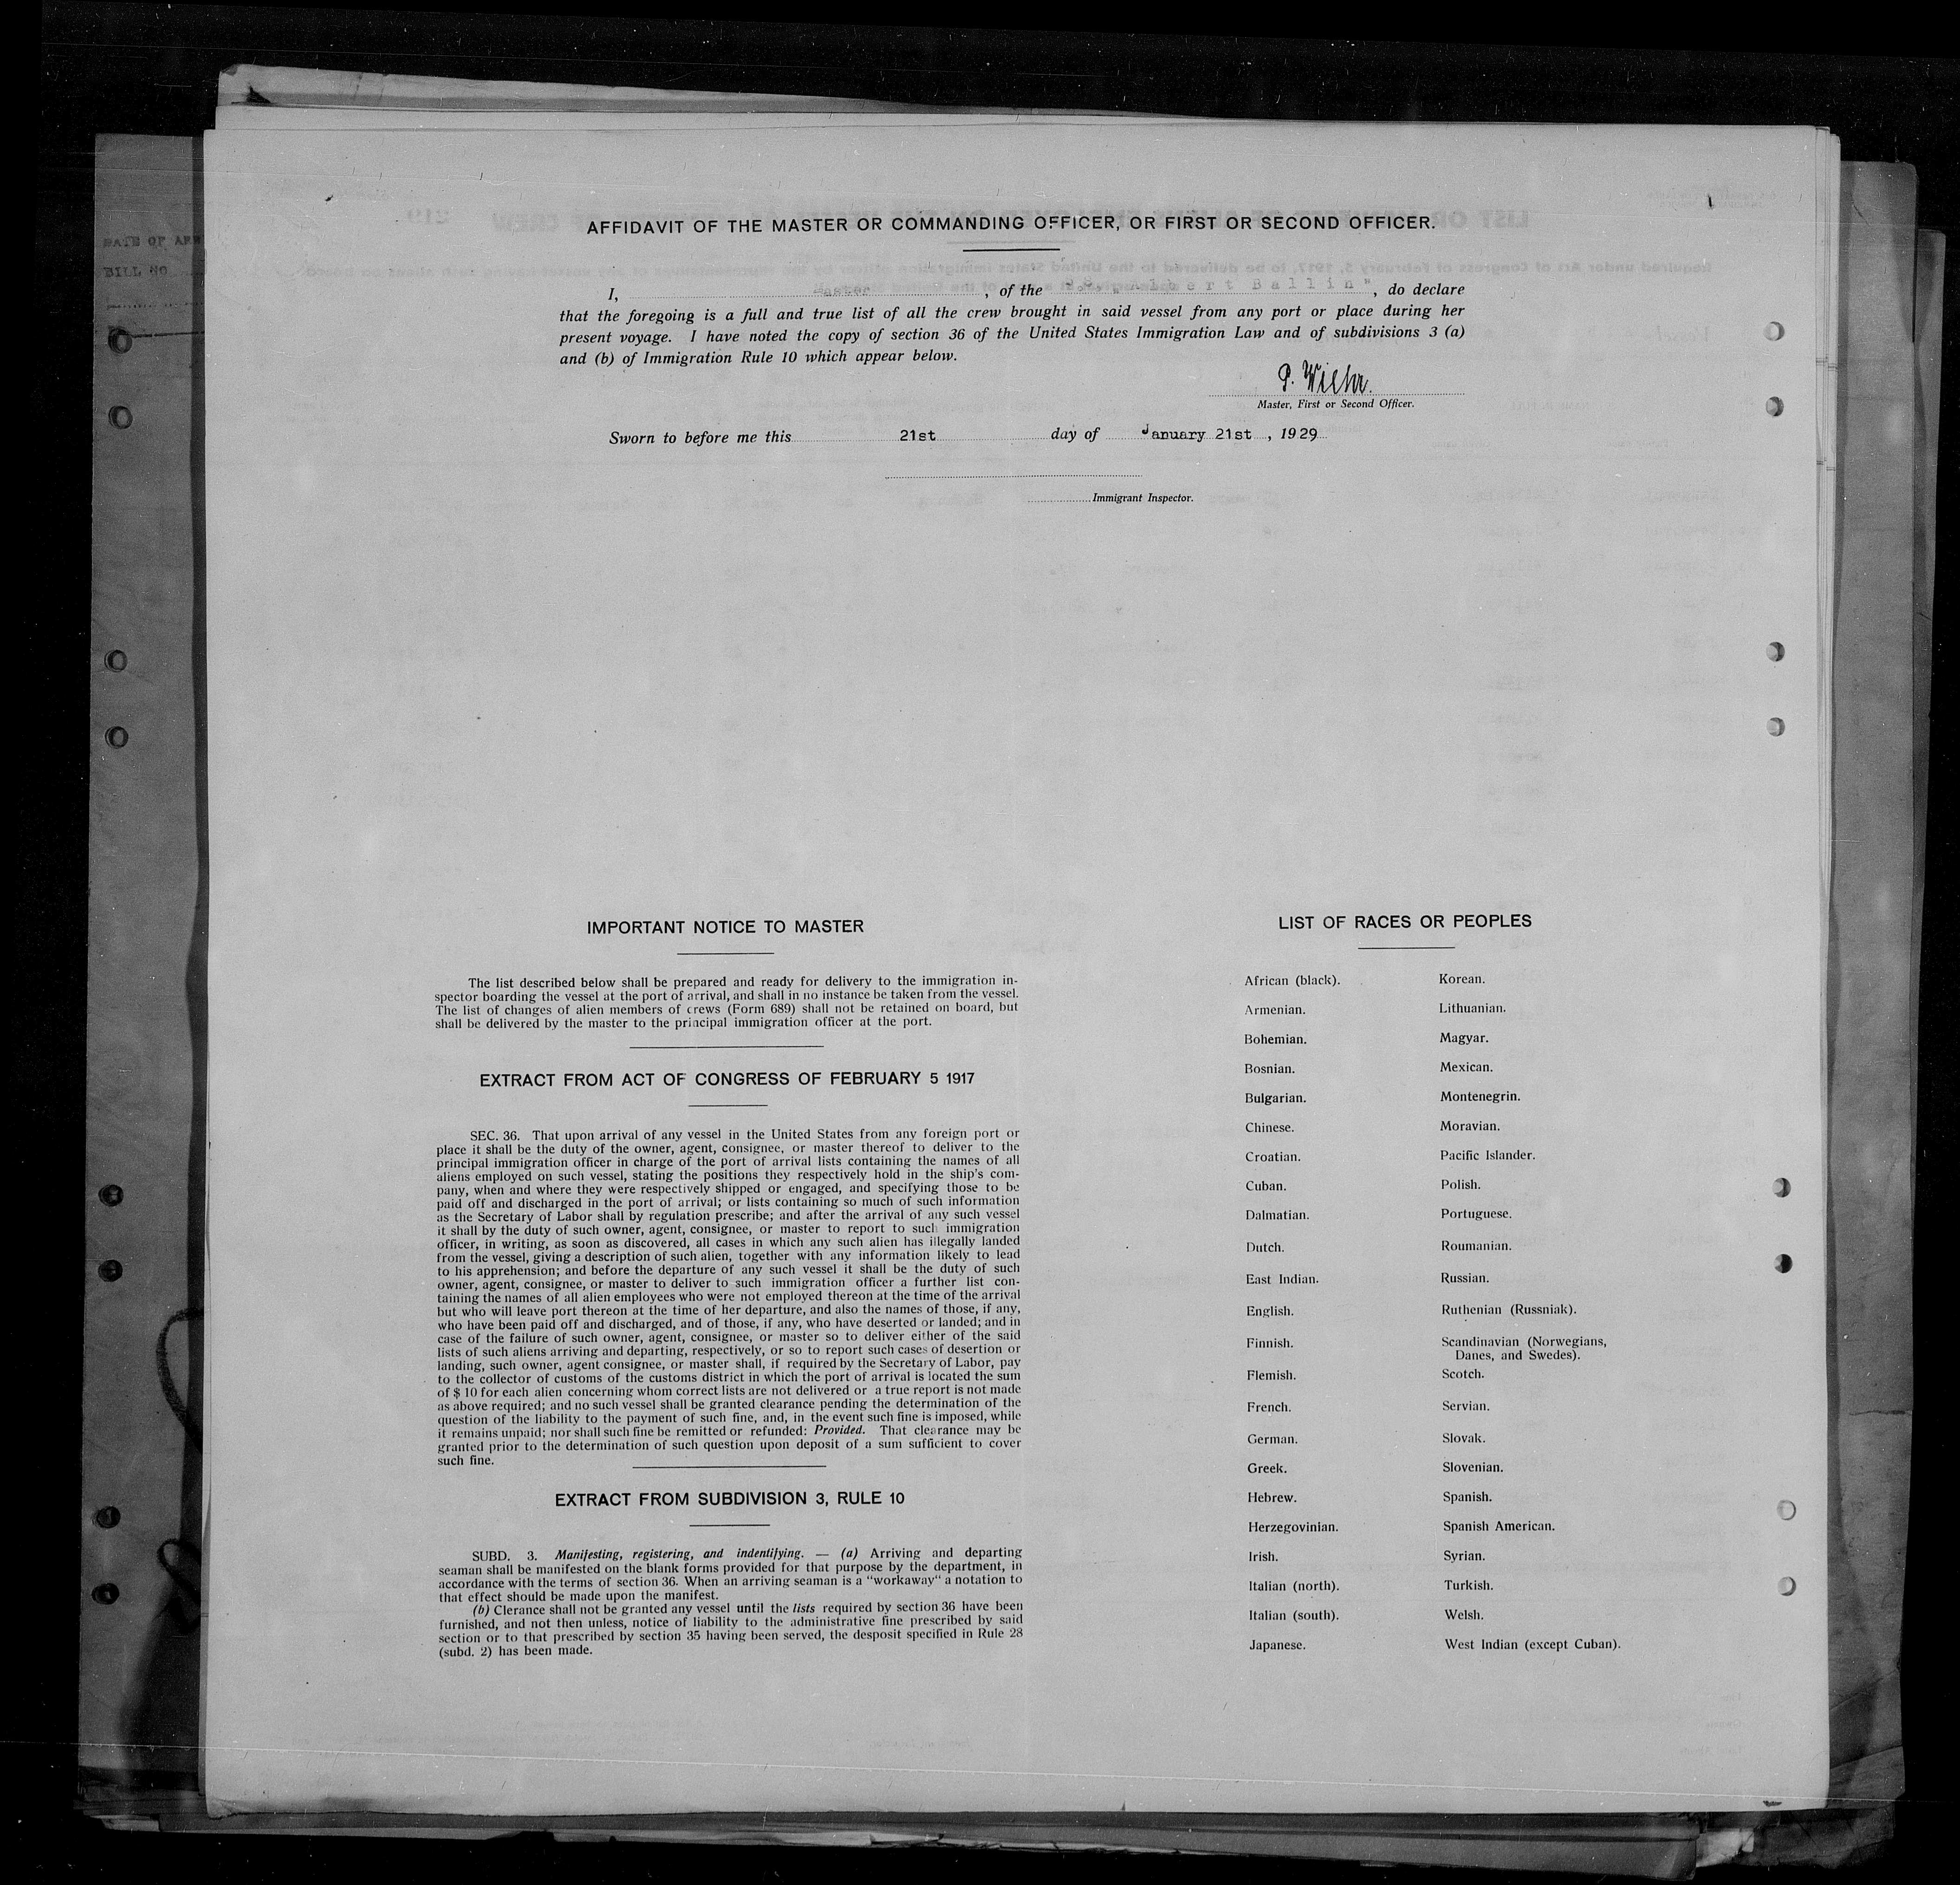 AFFIDAVIT OF THE MASTER OR COMMANDING OFFICER, OR FIRST OR SECOND OFFICER.
I, Master, of the SS. "Albert Ballin", do declare
that the foregoing is a full and true list of all the crew brought in said vessel from any port or place during her
present voyage. I have noted the copy of section 36 of the United States Immigration Law and of subdivisions 3 (a)
and (b) of Immigration Rule 10 which appear below.
P. Wiehr.
Master, First or Second Officer.
Sworn to before me this 21st day of January 21st, 1929
Immigrant Inspector.
DATE OF ARR
BILL NO
IMPORTANT NOTICE TO MASTER
The list described below shall be prepared and ready for delivery to the immigration in-
spector boarding the vessel at the port of arrival, and shall in no instance be taken from the vessel.
The list of changes of alien members of crews (Form 689) shall not be retained on board, but
shall be delivered by the master to the principal immigration officer at the port.
EXTRACT FROM ACT OF CONGRESS OF FEBRUARY 5 1917
SEC. 36. That upon arrival of any vessel in the United States from any foreign port or
place it shall be the duty of the owner, agent, consignee, or master thereof to deliver to the
principal immigration officer in charge of the port of arrival lists containing the names of all
aliens employed on such vessel, stating the positions they respectively hold in the ship's com-
pany, when and where they were respectively shipped or engaged, and specifying those to be
paid off and discharged in the port of arrival; or lists containing so much of such information
as the Secretary of Labor shall by regulation prescribe; and after the arrival of any such vessel
it shall by the duty of such owner, agent, consignee, or master to report to such immigration
officer, in writing, as soon as discovered, all cases in which any such alien has illegally landed
from the vessel, giving a description of such alien, together with any information likely to lead
to his apprehension; and before the departure of any such vessel it shall be the duty of such
owner, agent, consignee, or master to deliver to such immigration officer a further list con-
taining the names of all alien employees who were not employed thereon at the time of the arrival
but who will leave port thereon at the time of her departure, and also the names of those, if any,
who have been paid off and discharged, and of those, if any, who have deserted or landed; and in
case of the failure of such owner, agent, consignee, or master so to deliver either of the said
lists of such aliens arriving and departing, respectively, or so to report such cases of desertion or
landing, such owner, agent consignee, or master shall, if required by the Secretary of Labor, pay
to the collector of customs of the customs district in which the port of arrival is located the sum
of $ 10 for each alien concerning whom correct lists are not delivered or a true report is not made
as above required; and no such vessel shall be granted clearance pending the determination of the
question of the liability to the payment of such fine, and, in the event such fine is imposed, while
it remains unpaid; nor shall such fine be remitted or refunded: Provided. That clearance may be
granted prior to the determination of such question upon deposit of a sum sufficient to cover
such fine.
EXTRACT FROM SUBDIVISION 3, RULE 10
SUBD. 3. Manifesting, registering, and indentifying. — (a) Arriving and departing
seaman shall be manifested on the blank forms provided for that purpose by the department, in
accordance with the terms of section 36. When an arriving seaman is a "workaway" a notation to
that effect should be made upon the manifest.
(b) Clerance shall not be granted any vessel until the lists required by section 36 have been
furnished, and not then unless, notice of liability to the administrative fine prescribed by said
section or to that prescribed by section 35 having been served, the desposit specified in Rule 28
(subd. 2) has been made.
LIST OF RACES OR PEOPLES
African (black).
Armenian.
Bohemian.
Bosnian.
Bulgarian.
Chinese.
Croatian.
Cuban.
Dalmatian.
Dutch.
East Indian.
English.
Finnish.
Flemish.
French.
German.
Greek.
Hebrew.
Herzegovinian.
Irish.
Italian (north).
Italian (south).
Japanese.
Korean.
Lithuanian.
Magyar.
Mexican.
Montenegrin.
Moravian.
Pacific Islander.
Polish.
Portuguese.
Roumanian.
Russian.
Ruthenian (Russniak).
Scandinavian (Norwegians,
Danes, and Swedes).
Scotch.
Servian.
Slovak.
Slovenian.
Spanish.
Spanish American.
Syrian.
Turkish.
Welsh.
West Indian (except Cuban).